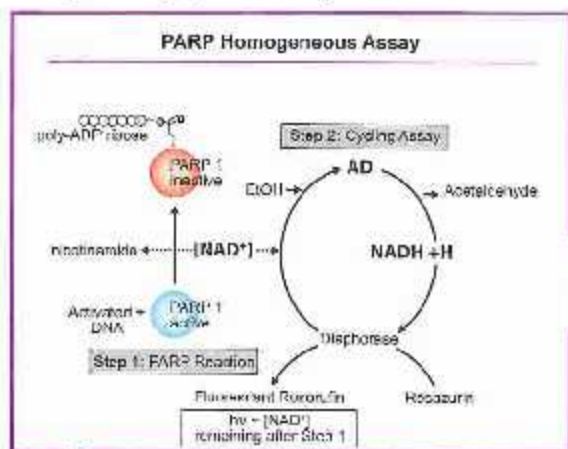 PARP Homogeneous Assay
poly-ADP ribose
PARP 1
inactive
Step 2: Cycling Assay
AD
EtOH
Acetaldehyde
nicotinamide
[NAD⁺]
NADH +H
Activated
DNA
PARP 1
active
Diaphorase
Step 1: PARP Reaction
Fluorescent Resorufin
Resazurin
hν ~ [NAD⁺]
remaining after Step 1